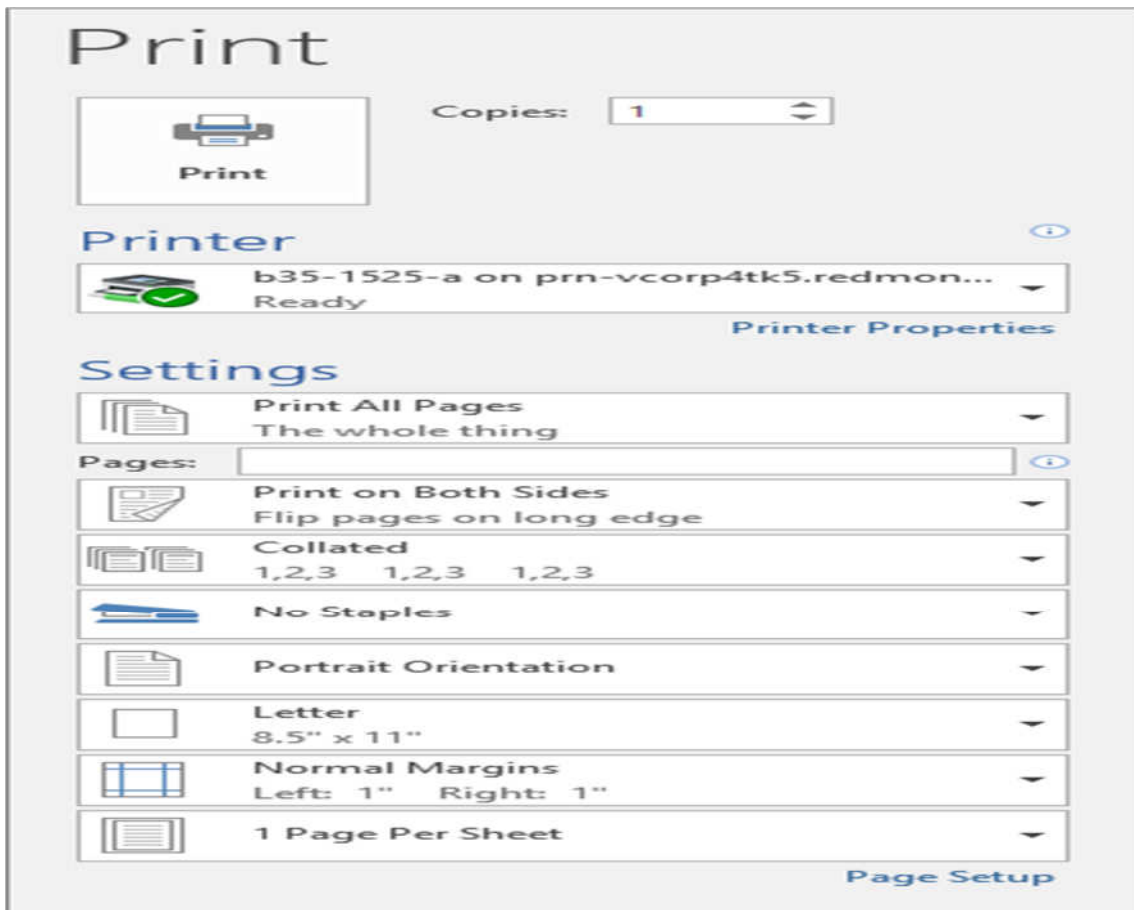 Print
Copies: 1
Print
Printer
b35-1525-a on prn-vcorp4tk5.redmon...
Ready
Printer Properties
Settings
Print All Pages
The whole thing
Pages:
Print on Both Sides
Flip pages on long edge
Collated
1,2,3 1,2,3 1,2,3
No Staples
Portrait Orientation
Letter
8.5" x 11"
Normal Margins
Left: 1" Right: 1"
1 Page Per Sheet
Page Setup